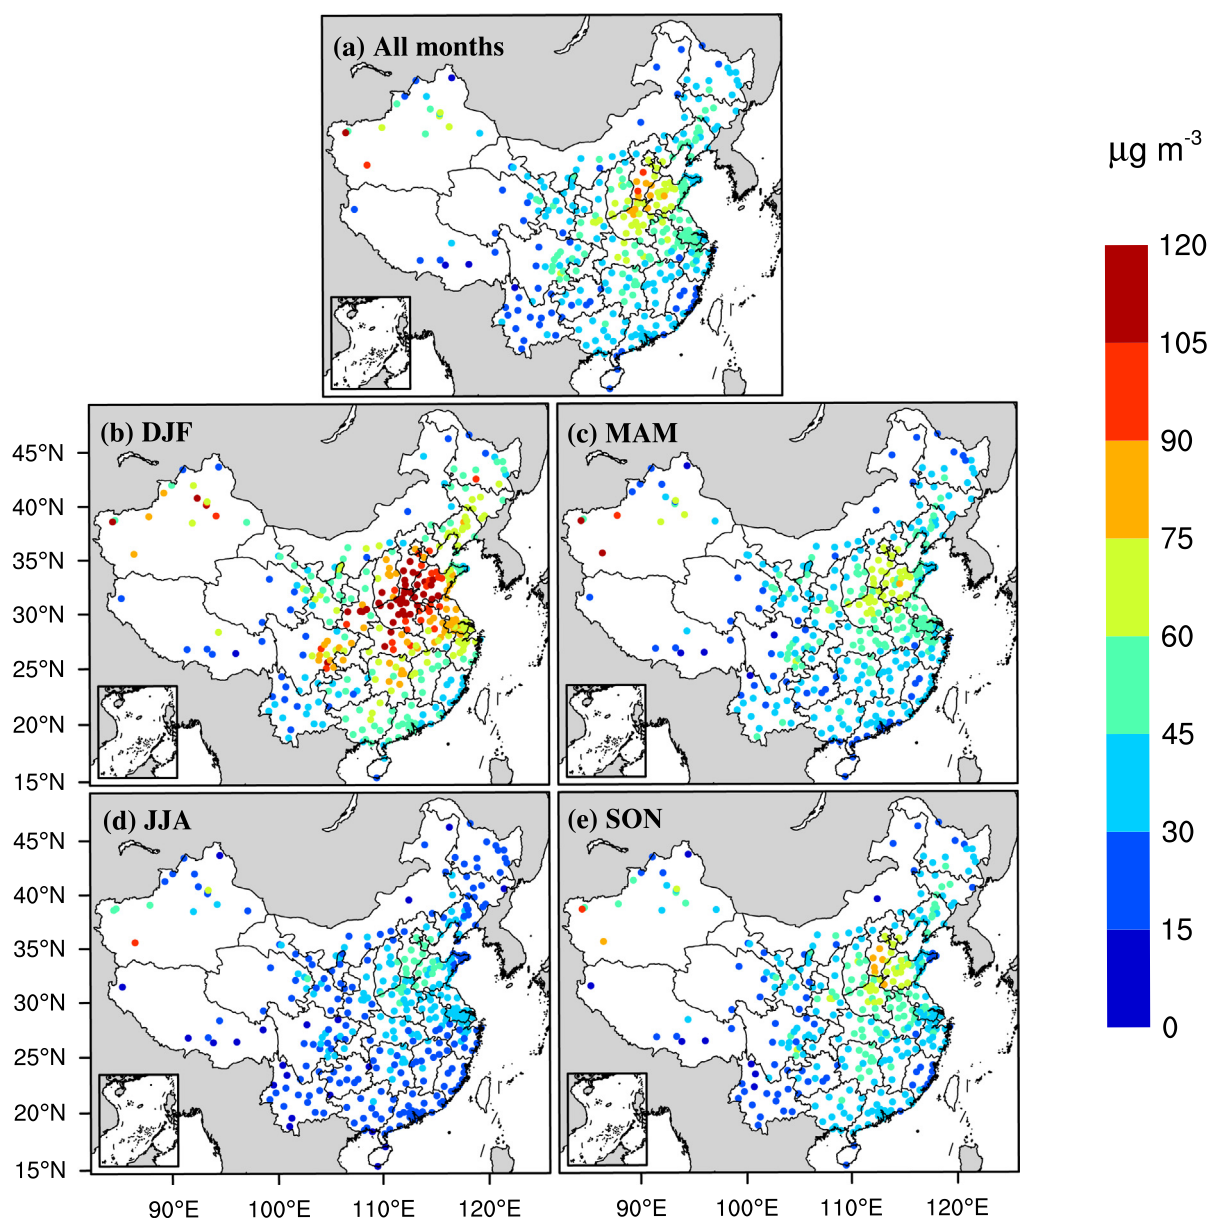 (a) All months
µg m-3
120
105
90
75
60
45
30
15
0
(b) DJF
(c) MAM
45°N
40°N
35°N
30°N
25°N
20°N
15°N
(d) JJA
(e) SON
45°N
40°N
35°N
30°N
25°N
20°N
15°N
90°E 100°E 110°E 120°E 90°E 100°E 110°E 120°E